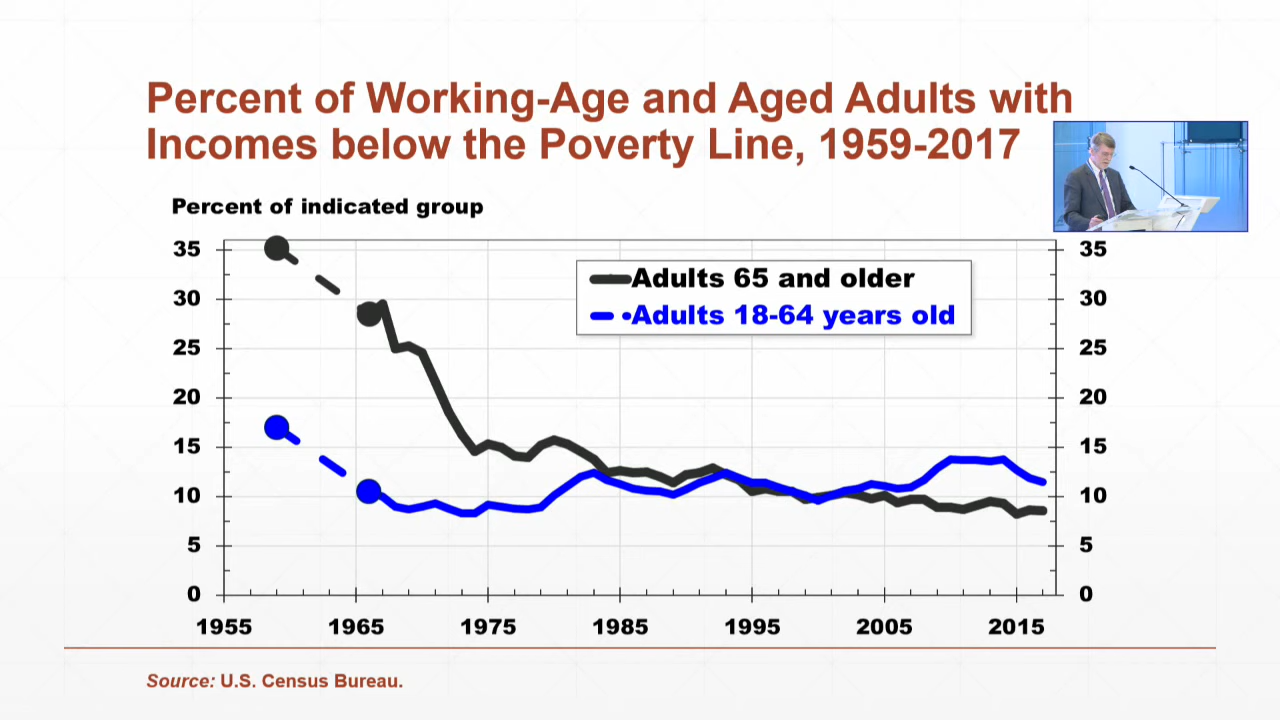 Percent of Working-Age and Aged Adults with
Incomes below the Poverty Line, 1959-2017
Percent of indicated group
35 35
30 30
25 25
20 20
15 15
10 10
5 5
0 0
Adults 65 and older
Adults 18-64 years old
1955 1965 1975 1985 1995 2005 2015
Source: U.S. Census Bureau.